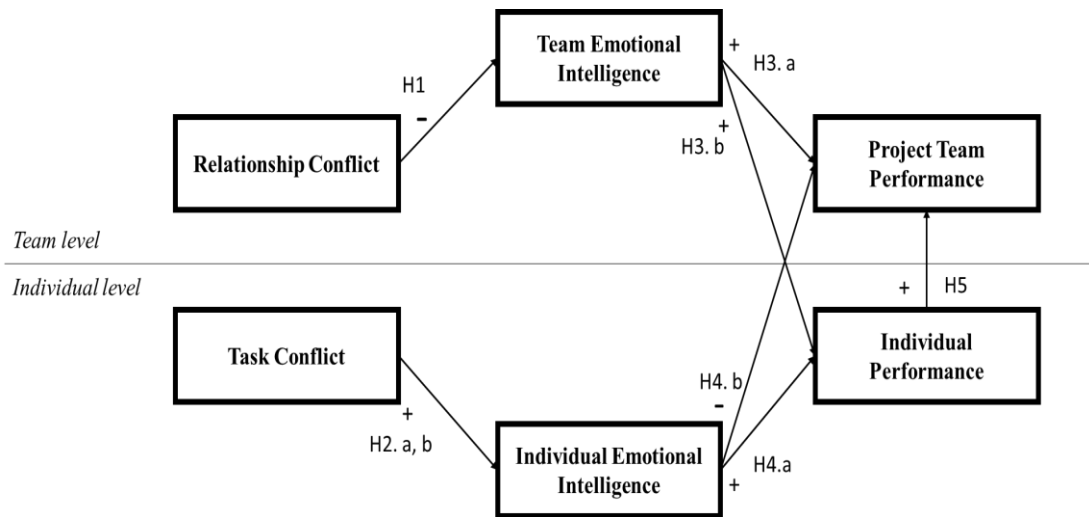 Team Emotional
Intelligence
+
H3. a
H1
-
+
H3. b
Relationship Conflict
Project Team
Performance
Team level
Individual level
+
H5
Task Conflict
Individual
Performance
H4. b
-
+
H2. a, b
Individual Emotional
Intelligence
H4.a
+